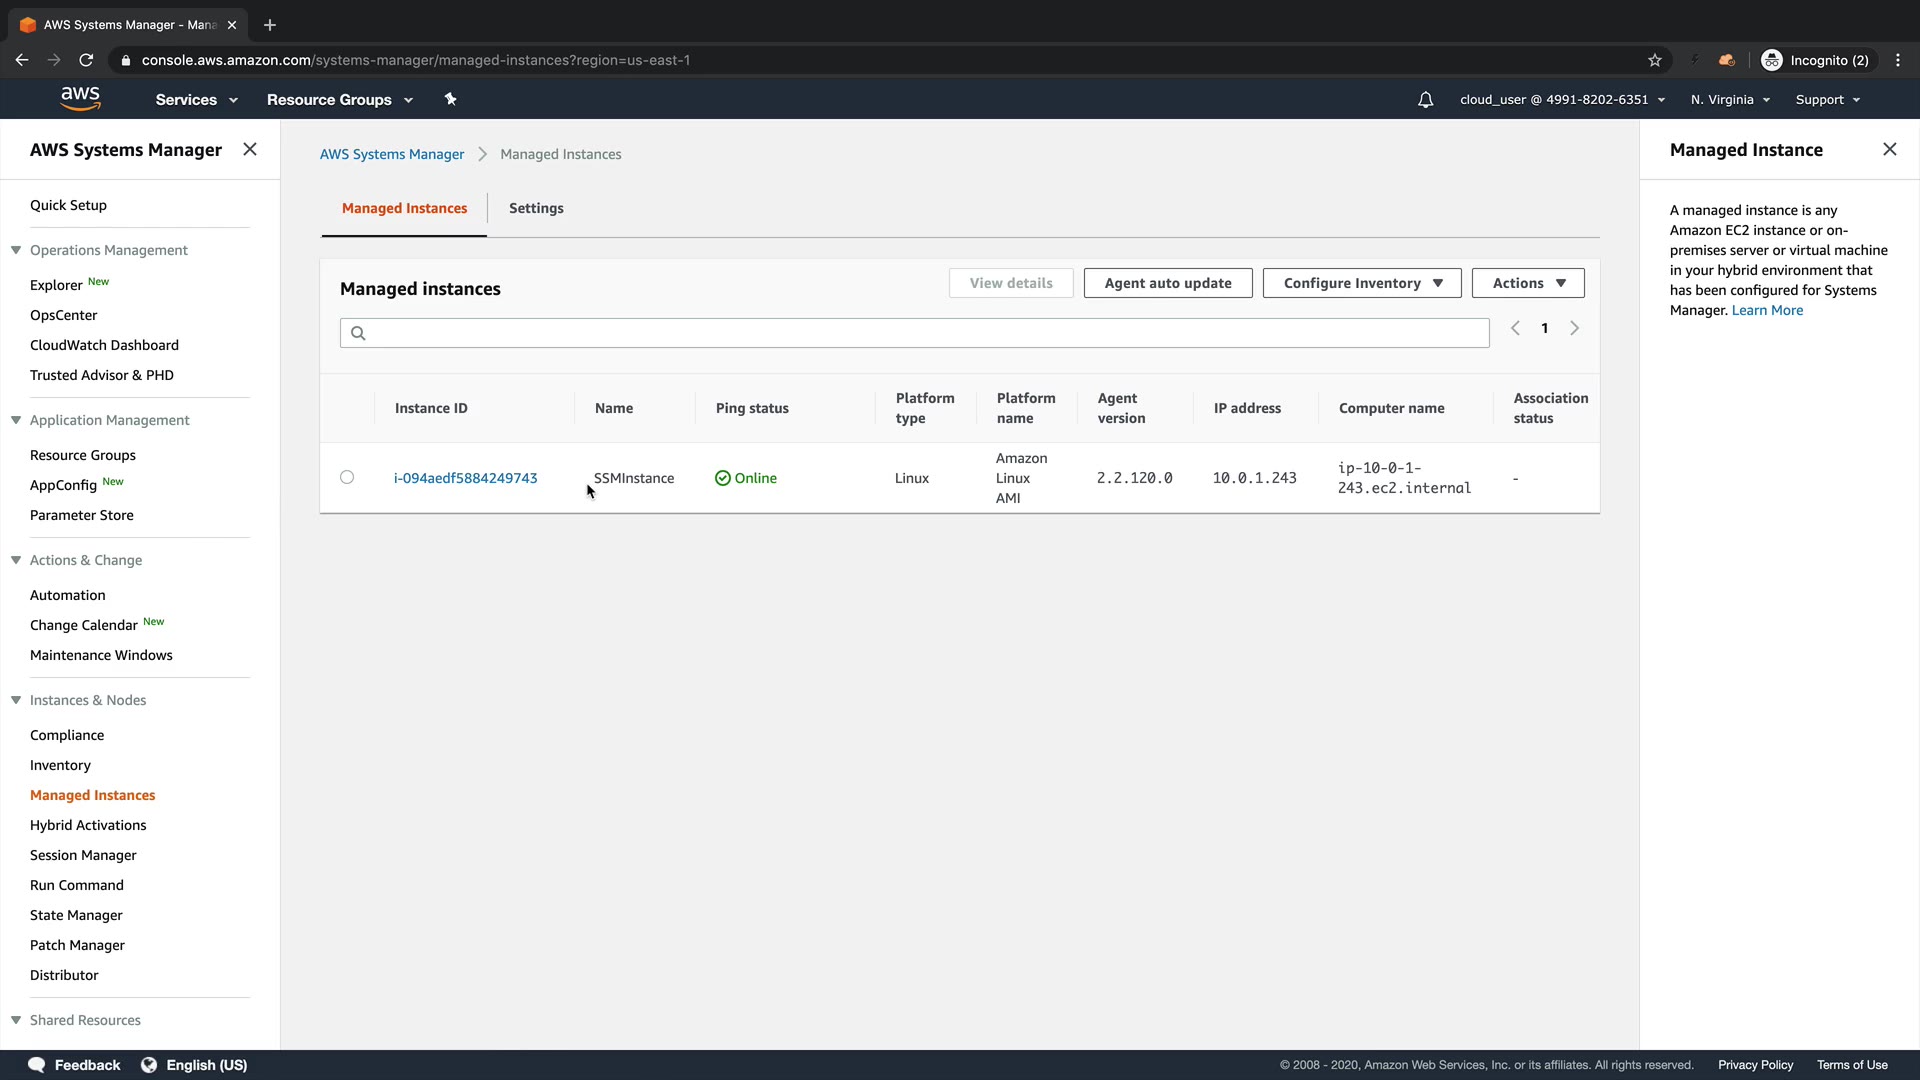 AWS Systems Manager - Mana
console.aws.amazon.com/systems-manager/managed-instances?region=us-east-1
Incognito (2)
aws
Services
Resource Groups
cloud_user @ 4991-8202-6351
N. Virginia
Support
AWS Systems Manager
Quick Setup
Operations Management
Explorer New
OpsCenter
CloudWatch Dashboard
Trusted Advisor & PHD
Application Management
Resource Groups
AppConfig New
Parameter Store
Actions & Change
Automation
Change Calendar New
Maintenance Windows
Instances & Nodes
Compliance
Inventory
Managed Instances
Hybrid Activations
Session Manager
Run Command
State Manager
Patch Manager
Distributor
Shared Resources
AWS Systems Manager > Managed Instances
Managed Instances
Settings
Managed instances
View details
Agent auto update
Configure Inventory
Actions
1
Instance ID
Name
Ping status
Platform
type
Platform
name
Agent
version
IP address
Computer name
Association
status
i-094aedf5884249743
SSMInstance
Online
Linux
Amazon
Linux
AMI
2.2.120.0
10.0.1.243
ip-10-0-1-
243.ec2.internal
-
Managed Instance
A managed instance is any
Amazon EC2 instance or on-
premises server or virtual machine
in your hybrid environment that
has been configured for Systems
Manager. Learn More
Feedback
English (US)
© 2008 - 2020, Amazon Web Services, Inc. or its affiliates. All rights reserved.
Privacy Policy
Terms of Use